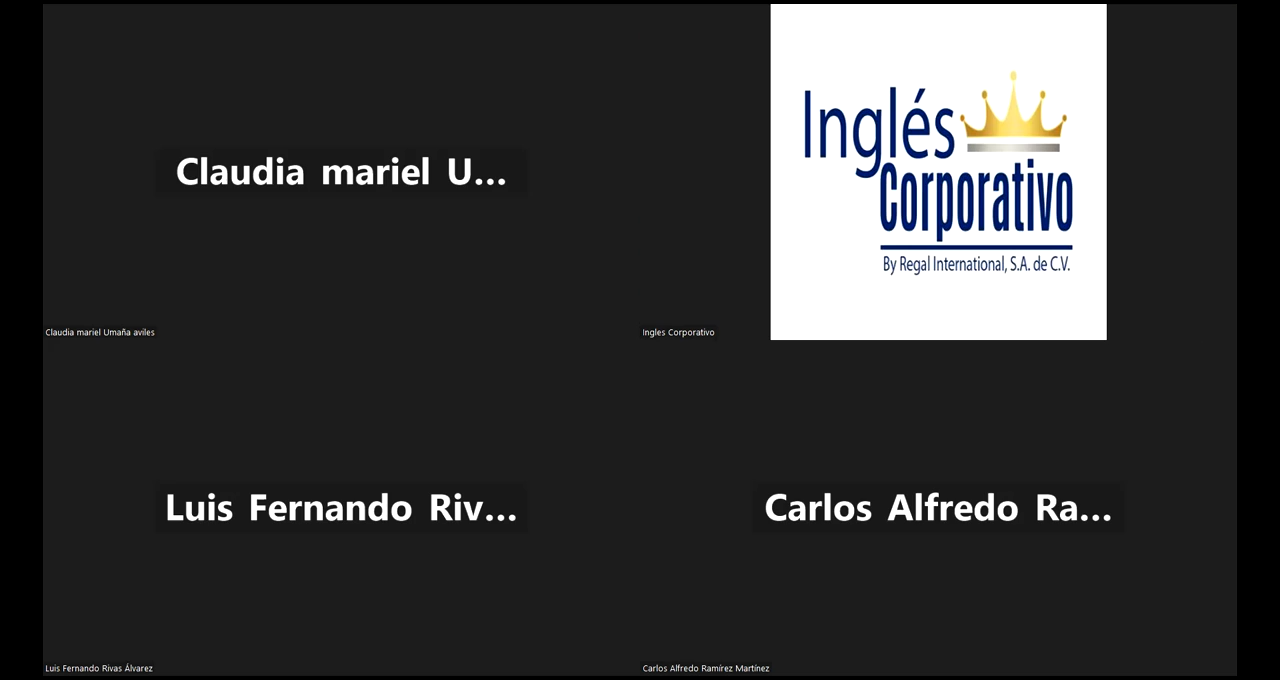 Claudia mariel U...
Claudia mariel Umaña aviles
Inglés
Corporativo
By Regal International, S.A. de C.V.
Ingles Corporativo
Luis Fernando Riv...
Luis Fernando Rivas Álvarez
Carlos Alfredo Ra...
Carlos Alfredo Ramírez Martínez